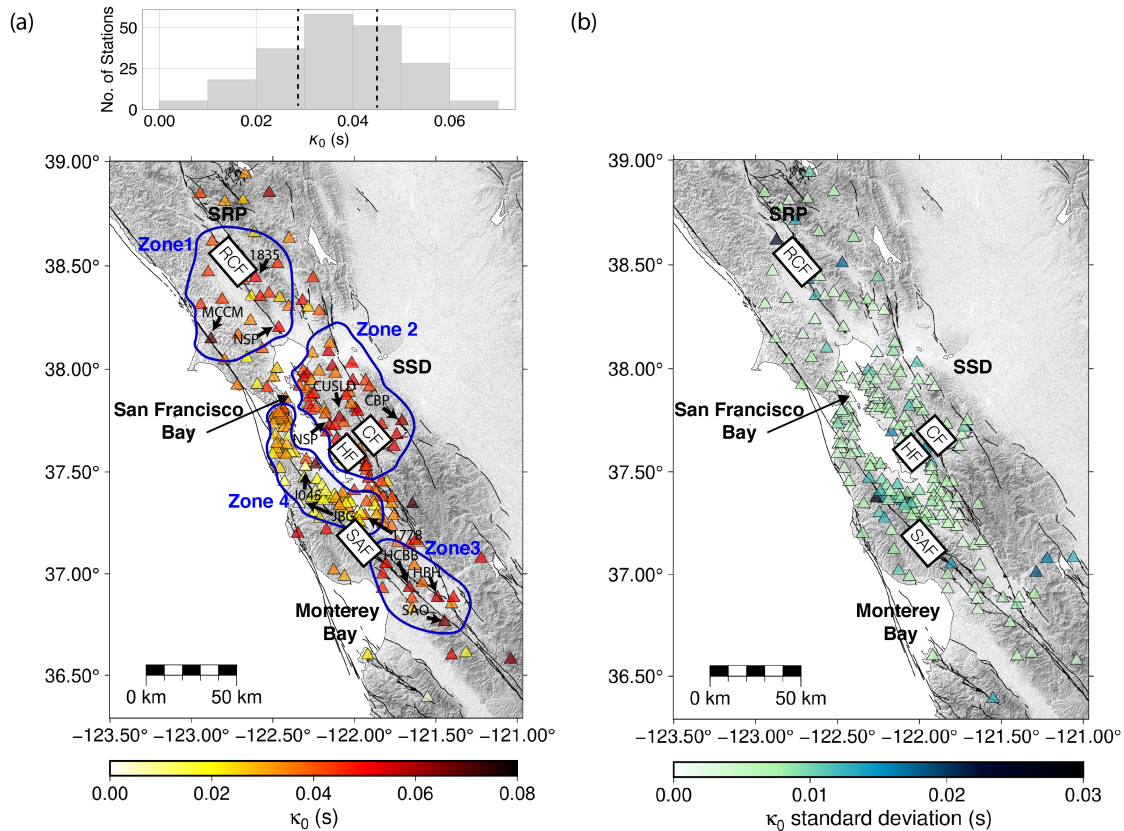 (a)
No. of Stations
50
25
0
0.00
0.02
0.04
0.06
κ₀ (s)
39.00°
38.50°
38.00°
37.50°
37.00°
36.50°
SRP
Zone1
RCF
1835
MCCM
NSP
Zone 2
SSD
CUSLD
CBP
San Francisco
Bay
NSP
CF
HF
J045
Zone 4
JBG
1778
SAF
Zone3
HCBB
HBH
SAO
Monterey
Bay
0 km 50 km
−123.50° −123.00° −122.50° −122.00° −121.50° −121.00°
0.00 0.02 0.04 0.06 0.08
κ₀ (s)
(b)
39.00°
38.50°
38.00°
37.50°
37.00°
36.50°
SRP
RCF
SSD
San Francisco
Bay
CF
HF
SAF
Monterey
Bay
0 km 50 km
−123.50° −123.00° −122.50° −122.00° −121.50° −121.00°
0.00 0.01 0.02 0.03
κ₀ standard deviation (s)